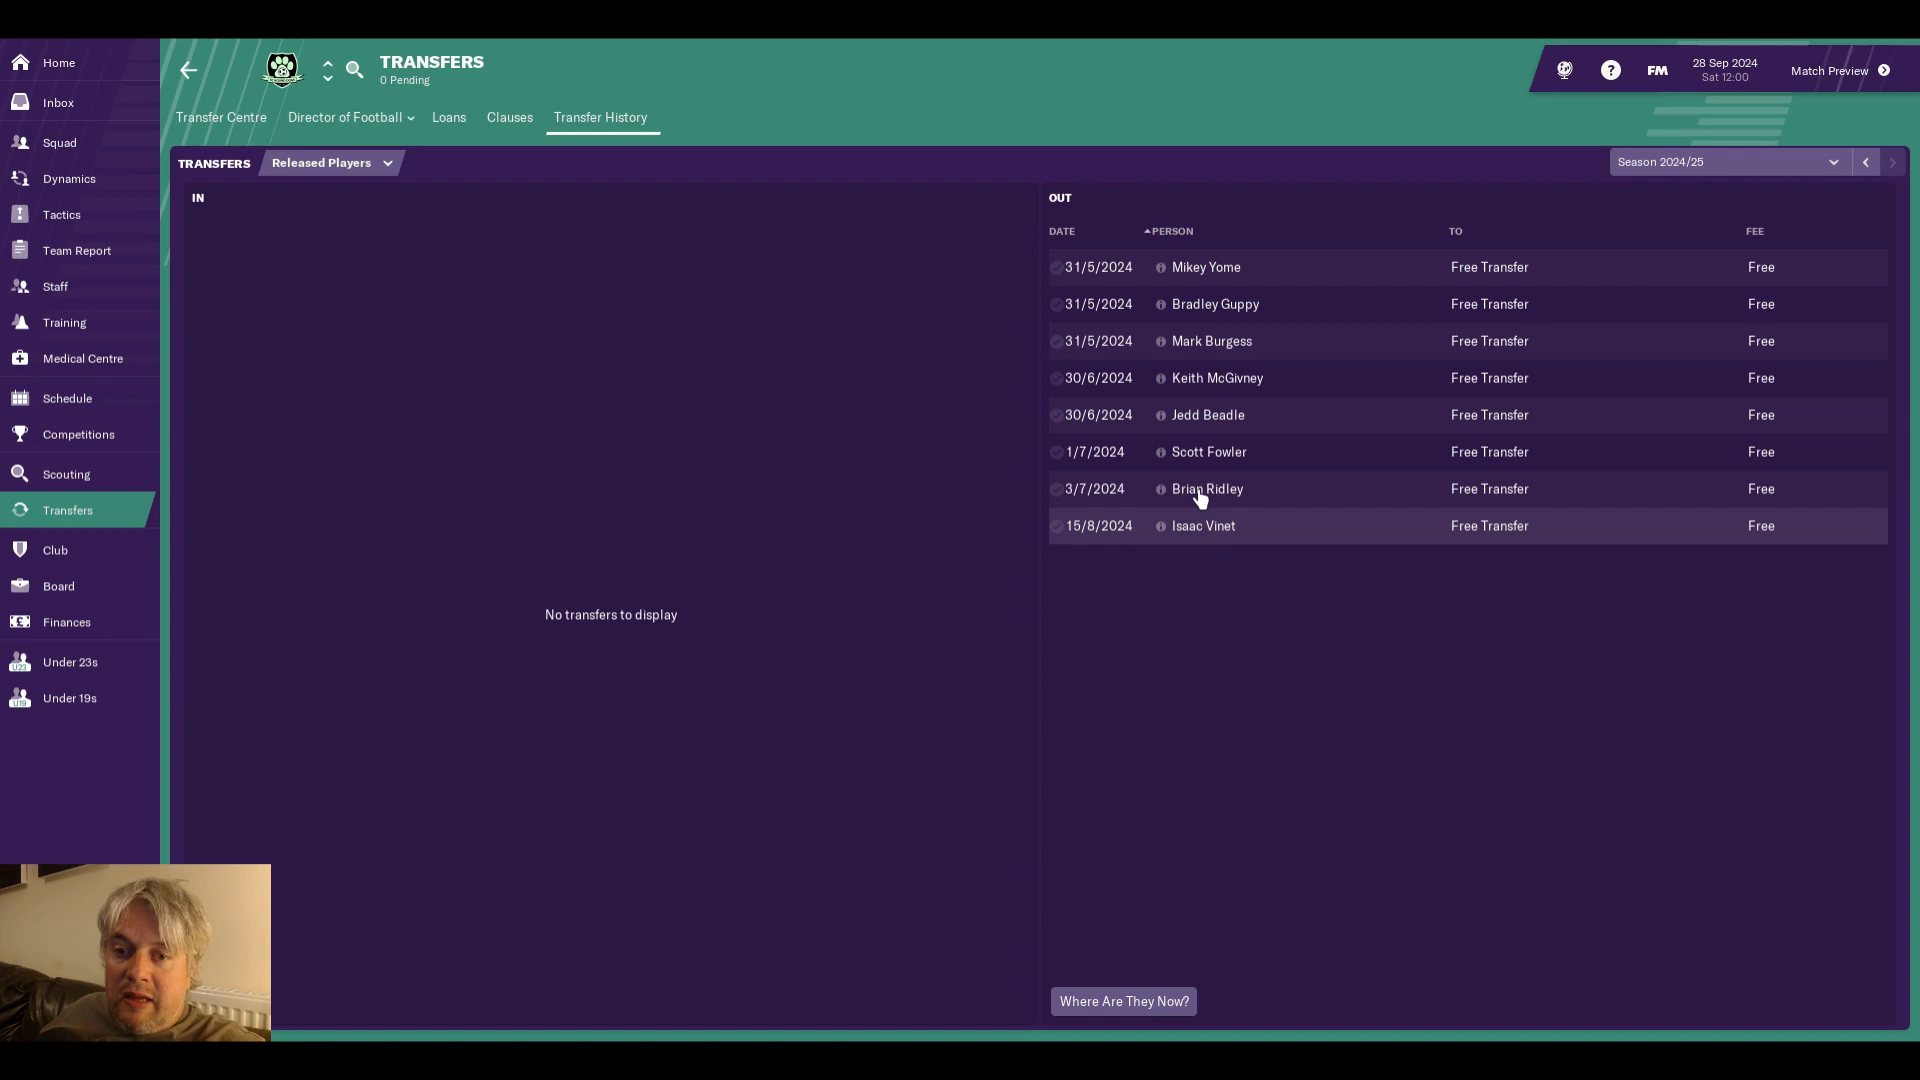 Home
Inbox
Squad
Dynamics
Tactics
Team Report
Staff
Training
Medical Centre
Schedule
Competitions
Scouting
Transfers
Club
Board
Finances
U23
Under 23s
U19
Under 19s
TRANSFERS
0 Pending
?
FM
28 Sep 2024
Sat 12:00
Match Preview
Transfer Centre
Director of Football
Loans
Clauses
Transfer History
TRANSFERS
Released Players
Season 2024/25
IN
No transfers to display
OUT
DATE PERSON TO FEE
31/5/2024 Mikey Yome Free Transfer Free
31/5/2024 Bradley Guppy Free Transfer Free
31/5/2024 Mark Burgess Free Transfer Free
30/6/2024 Keith McGivney Free Transfer Free
30/6/2024 Jedd Beadle Free Transfer Free
1/7/2024 Scott Fowler Free Transfer Free
3/7/2024 Brian Ridley Free Transfer Free
15/8/2024 Isaac Vinet Free Transfer Free
Where Are They Now?